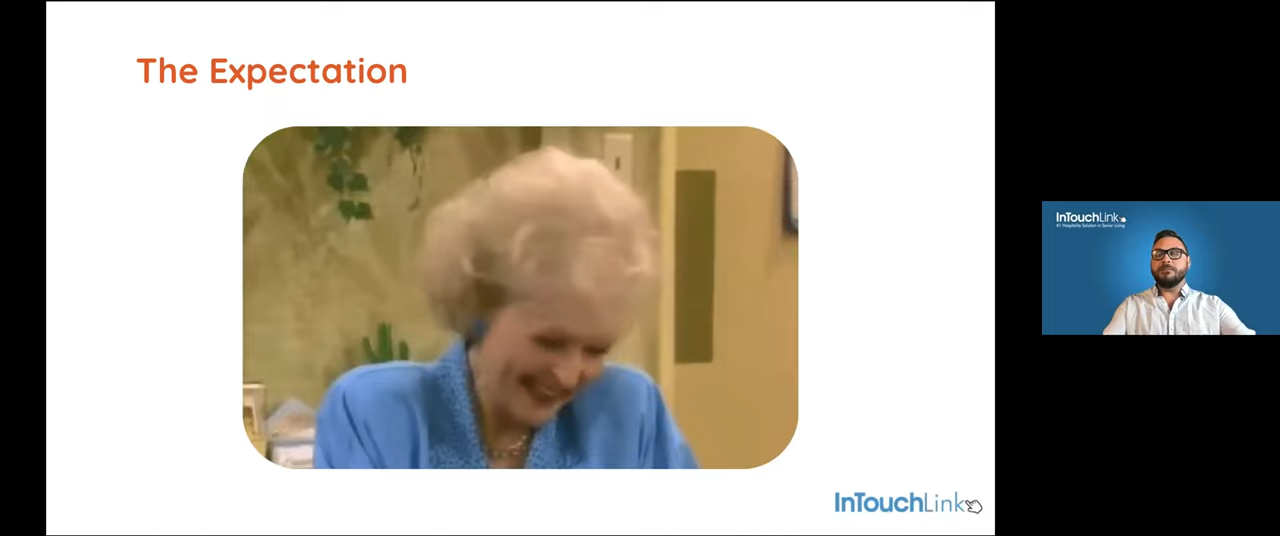 The Expectation
InTouchLink
InTouchLink
#1 Hospitality Solution in Senior Living